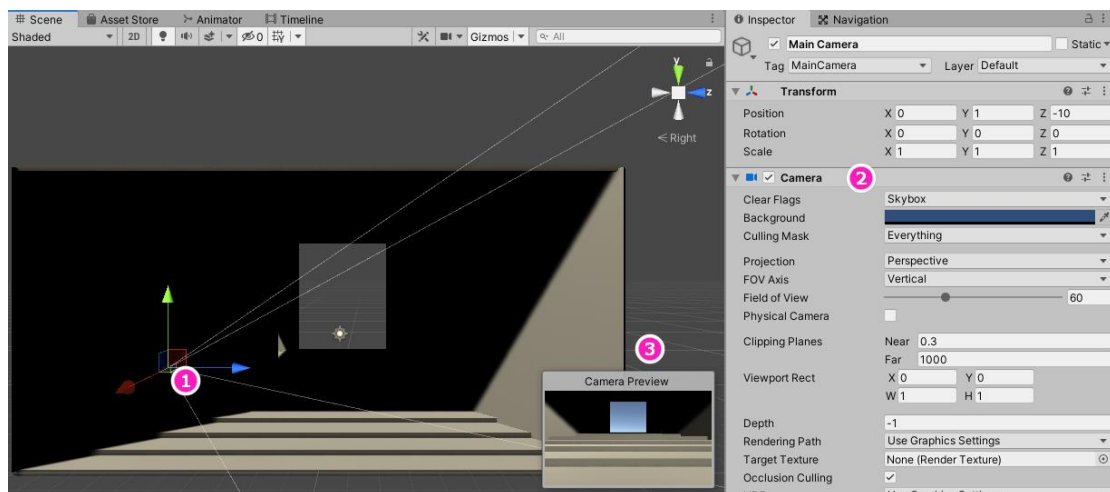 Scene Asset Store Animator Timeline
Shaded 2D 0 Gizmos All
y
z
Right
1
3
Camera Preview
Inspector Navigation
Main Camera Static
Tag MainCamera Layer Default
Transform
Position X 0 Y 1 Z -10
Rotation X 0 Y 0 Z 0
Scale X 1 Y 1 Z 1
Camera 2
Clear Flags Skybox
Background
Culling Mask Everything
Projection Perspective
FOV Axis Vertical
Field of View 60
Physical Camera
Clipping Planes Near 0.3
Far 1000
Viewport Rect X 0 Y 0
W 1 H 1
Depth -1
Rendering Path Use Graphics Settings
Target Texture None (Render Texture)
Occlusion Culling